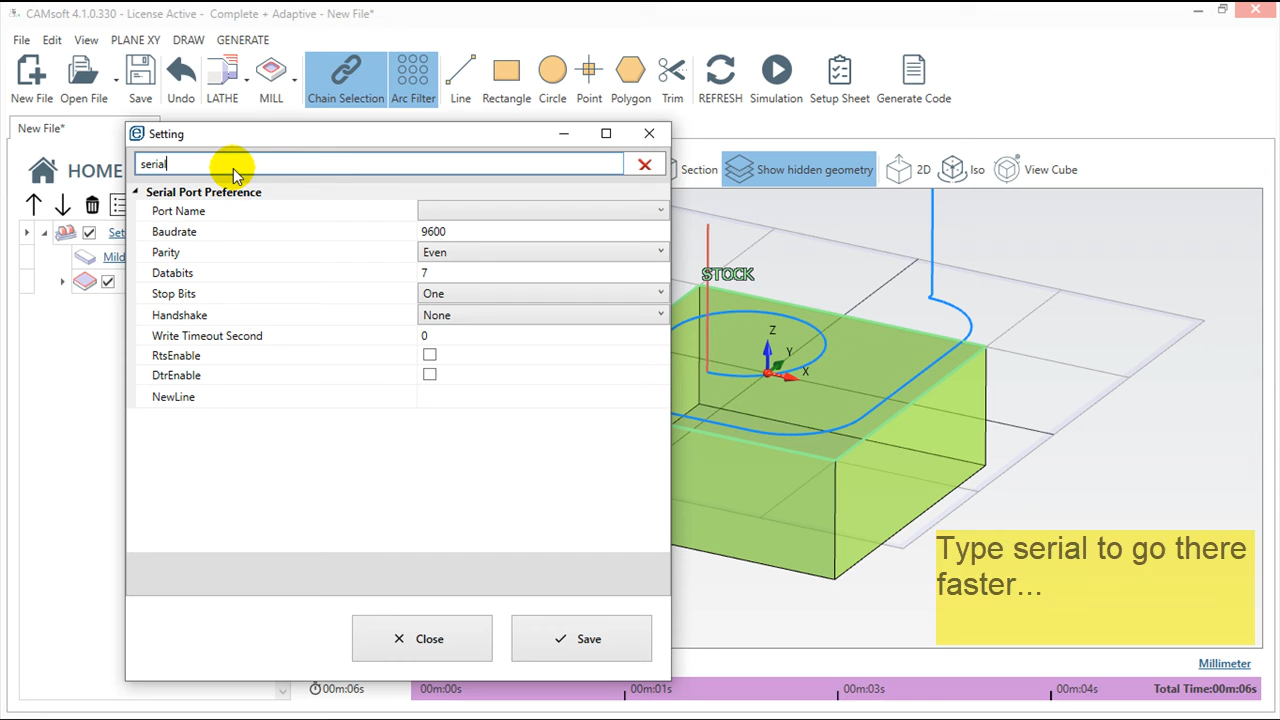 CAMsoft 4.1.0.330 - License Active - Complete + Adaptive - New File*
File Edit View PLANE XY DRAW GENERATE
New File Open File Save Undo LATHE MILL Chain Selection Arc Filter Line Rectangle Circle Point Polygon Trim REFRESH Simulation Setup Sheet Generate Code
New File*
Setting
HOME
serial
Section Show hidden geometry 2D Iso View Cube
Serial Port Preference
Port Name
Baudrate 9600
Parity Even
Databits 7
Stop Bits One
Handshake None
Write Timeout Second 0
RtsEnable
DtrEnable
NewLine
Set
Mild
STOCK
Z
Y
X
Type serial to go there
faster...
Close Save
Millimeter
00m:06s 00m:00s 00m:01s 00m:03s 00m:04s Total Time:00m:06s